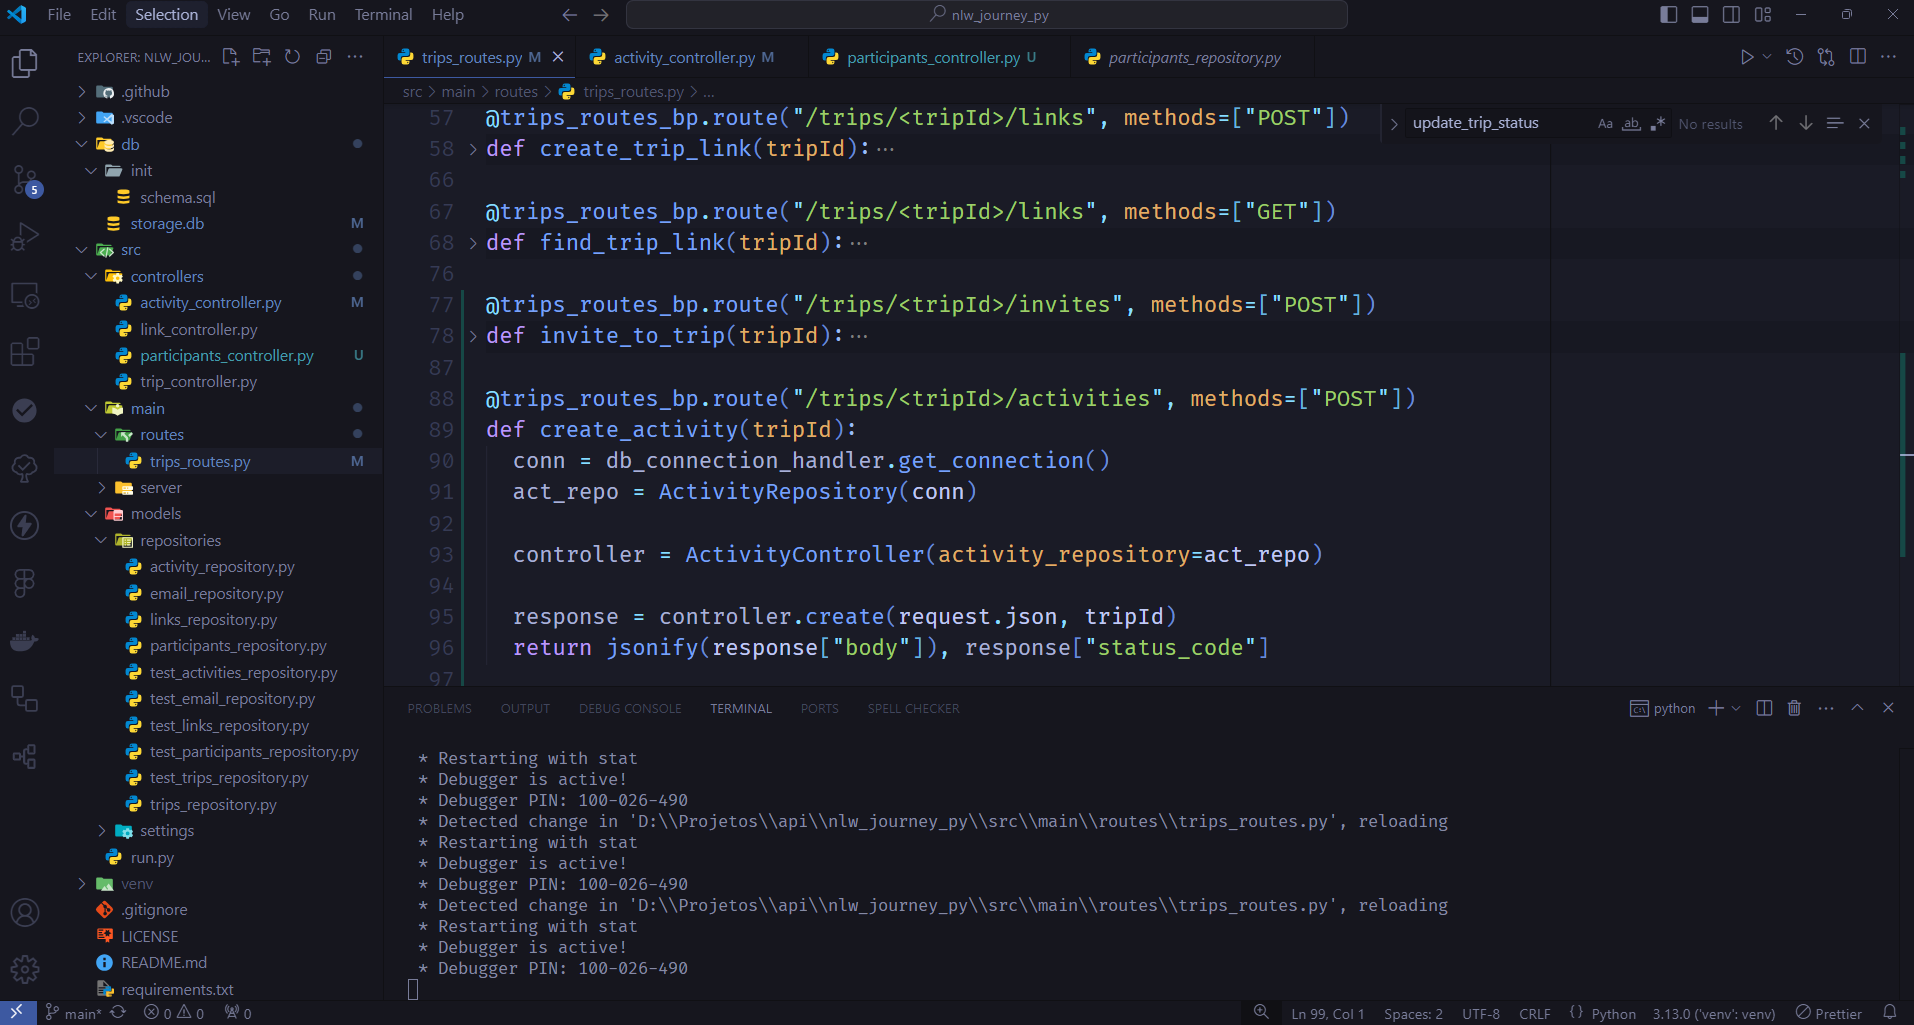 File Edit Selection View Go Run Terminal Help
nlw_journey_py
EXPLORER: NLW_JOU...
.github
.vscode
db
init
schema.sql
storage.db M
src
controllers
activity_controller.py M
link_controller.py
participants_controller.py U
trip_controller.py
main
routes
trips_routes.py M
server
models
repositories
activity_repository.py
email_repository.py
links_repository.py
participants_repository.py
test_activities_repository.py
test_email_repository.py
test_links_repository.py
test_participants_repository.py
test_trips_repository.py
trips_repository.py
settings
run.py
venv
.gitignore
LICENSE
README.md
requirements.txt
5
trips_routes.py M
activity_controller.py M
participants_controller.py U
participants_repository.py
src > main > routes > trips_routes.py > ...
update_trip_status
Aa ab .* No results
57 @trips_routes_bp.route("/trips/<tripId>/links", methods=["POST"])
58 def create_trip_link(tripId):···
66
67 @trips_routes_bp.route("/trips/<tripId>/links", methods=["GET"])
68 def find_trip_link(tripId):···
76
77 @trips_routes_bp.route("/trips/<tripId>/invites", methods=["POST"])
78 def invite_to_trip(tripId):···
87
88 @trips_routes_bp.route("/trips/<tripId>/activities", methods=["POST"])
89 def create_activity(tripId):
90 conn = db_connection_handler.get_connection()
91 act_repo = ActivityRepository(conn)
92
93 controller = ActivityController(activity_repository=act_repo)
94
95 response = controller.create(request.json, tripId)
96 return jsonify(response["body"]), response["status_code"]
97
PROBLEMS OUTPUT DEBUG CONSOLE TERMINAL PORTS SPELL CHECKER
python
* Restarting with stat
* Debugger is active!
* Debugger PIN: 100-026-490
* Detected change in 'D:\\Projetos\\api\\nlw_journey_py\\src\\main\\routes\\trips_routes.py', reloading
* Restarting with stat
* Debugger is active!
* Debugger PIN: 100-026-490
* Detected change in 'D:\\Projetos\\api\\nlw_journey_py\\src\\main\\routes\\trips_routes.py', reloading
* Restarting with stat
* Debugger is active!
* Debugger PIN: 100-026-490
main* 0 0 0
Ln 99, Col 1 Spaces: 2 UTF-8 CRLF {} Python 3.13.0 ('venv': venv) Prettier